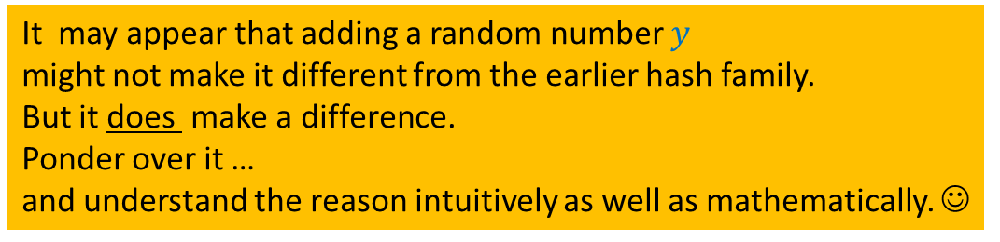 It may appear that adding a random number y
might not make it different from the earlier hash family.
But it does make a difference.
Ponder over it ...
and understand the reason intuitively as well as mathematically. ☺